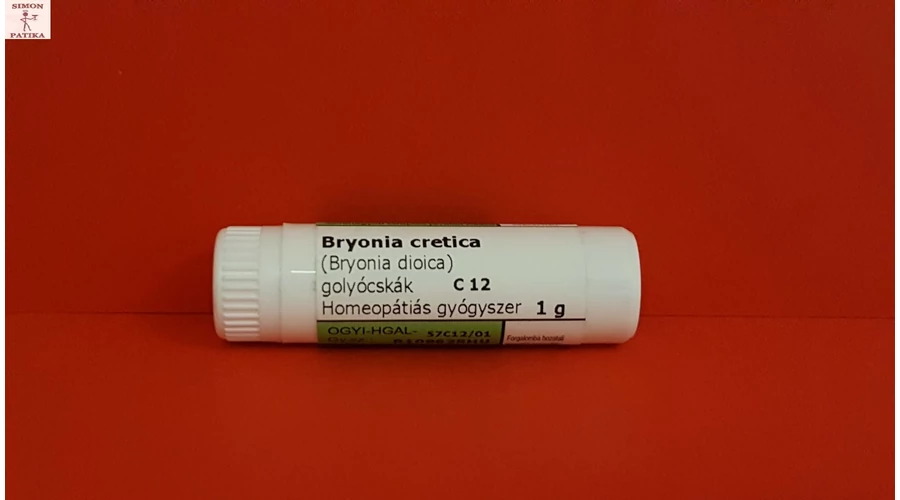 SIMON
PATIKA
Bryonia cretica
(Bryonia dioica)
golyócskák C 12
Homeopátiás gyógyszer 1 g
OGYI-HGAL- 57C12/01
Forgalomba hozatali